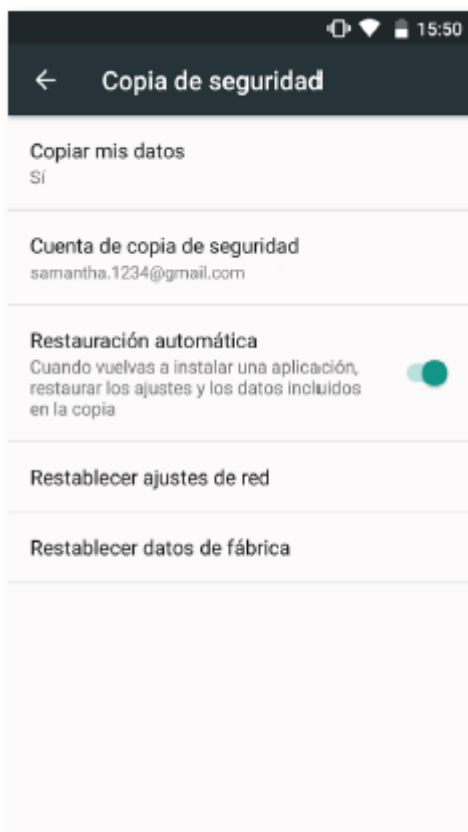 15:50
Copia de seguridad
Copiar mis datos
Sí
Cuenta de copia de seguridad
samantha.1234@gmail.com
Restauración automática
Cuando vuelvas a instalar una aplicación,
restaurar los ajustes y los datos incluidos
en la copia
Restablecer ajustes de red
Restablecer datos de fábrica